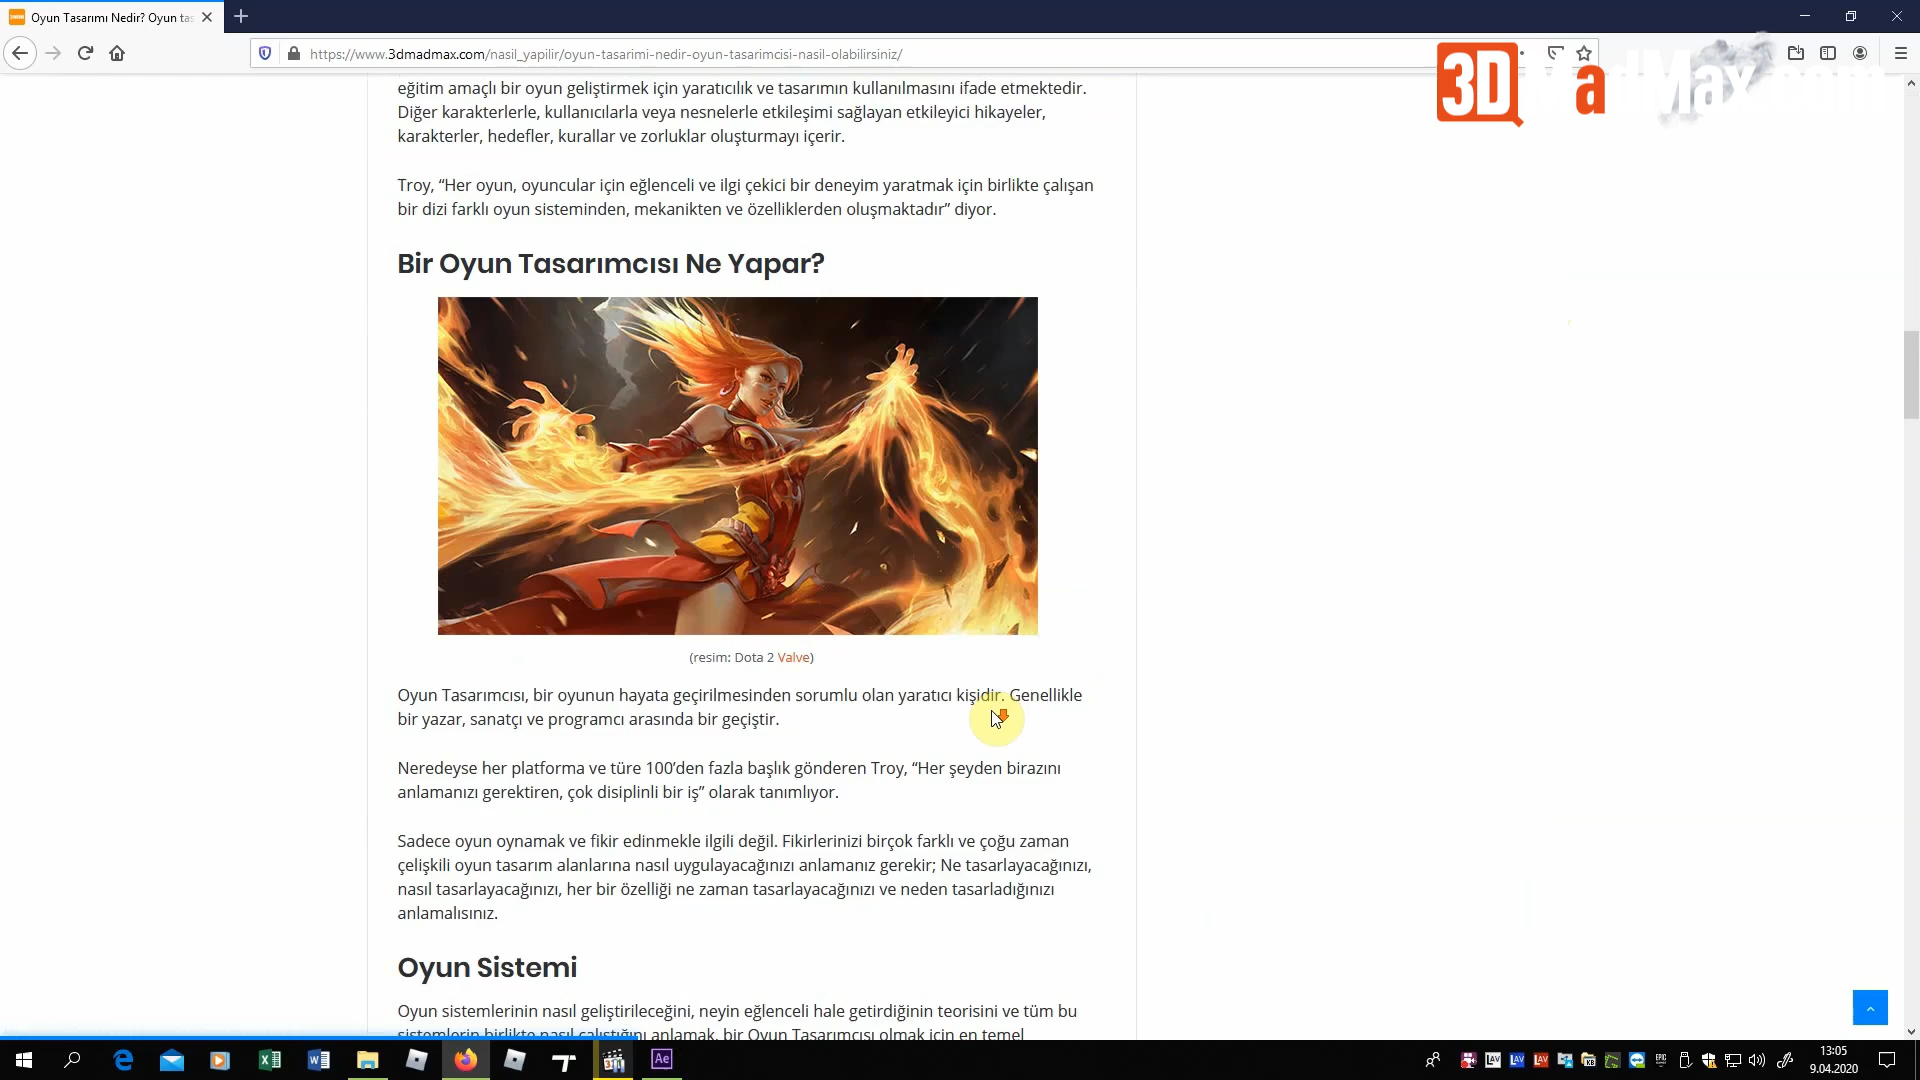 Oyun Tasarımı Nedir? Oyun tas
https://www.3dmadmax.com/nasil_yapilir/oyun-tasarimi-nedir-oyun-tasarimcisi-nasil-olabilirsiniz/
3DMadMax.com
eğitim amaçlı bir oyun geliştirmek için yaratıcılık ve tasarımın kullanılmasını ifade etmektedir.
Diğer karakterlerle, kullanıcılarla veya nesnelerle etkileşimi sağlayan etkileyici hikayeler,
karakterler, hedefler, kurallar ve zorluklar oluşturmayı içerir.
Troy, “Her oyun, oyuncular için eğlenceli ve ilgi çekici bir deneyim yaratmak için birlikte çalışan
bir dizi farklı oyun sisteminden, mekanikten ve özelliklerden oluşmaktadır” diyor.
Bir Oyun Tasarımcısı Ne Yapar?
(resim: Dota 2 Valve)
Oyun Tasarımcısı, bir oyunun hayata geçirilmesinden sorumlu olan yaratıcı kişidir. Genellikle
bir yazar, sanatçı ve programcı arasında bir geçiştir.
Neredeyse her platforma ve türe 100’den fazla başlık gönderen Troy, “Her şeyden birazını
anlamanızı gerektiren, çok disiplinli bir iş” olarak tanımlıyor.
Sadece oyun oynamak ve fikir edinmekle ilgili değil. Fikirlerinizi birçok farklı ve çoğu zaman
çelişkili oyun tasarım alanlarına nasıl uygulayacağınızı anlamanız gerekir; Ne tasarlayacağınızı,
nasıl tasarlayacağınızı, her bir özelliği ne zaman tasarlayacağınızı ve neden tasarladığınızı
anlamalısınız.
Oyun Sistemi
Oyun sistemlerinin nasıl geliştirileceğini, neyin eğlenceli hale getirdiğinin teorisini ve tüm bu
sistemlerin birlikte nasıl çalıştığını anlamak, bir Oyun Tasarımcısı olmak için en temel
Ae
LAV
LAV
LAV
13:05
9.04.2020